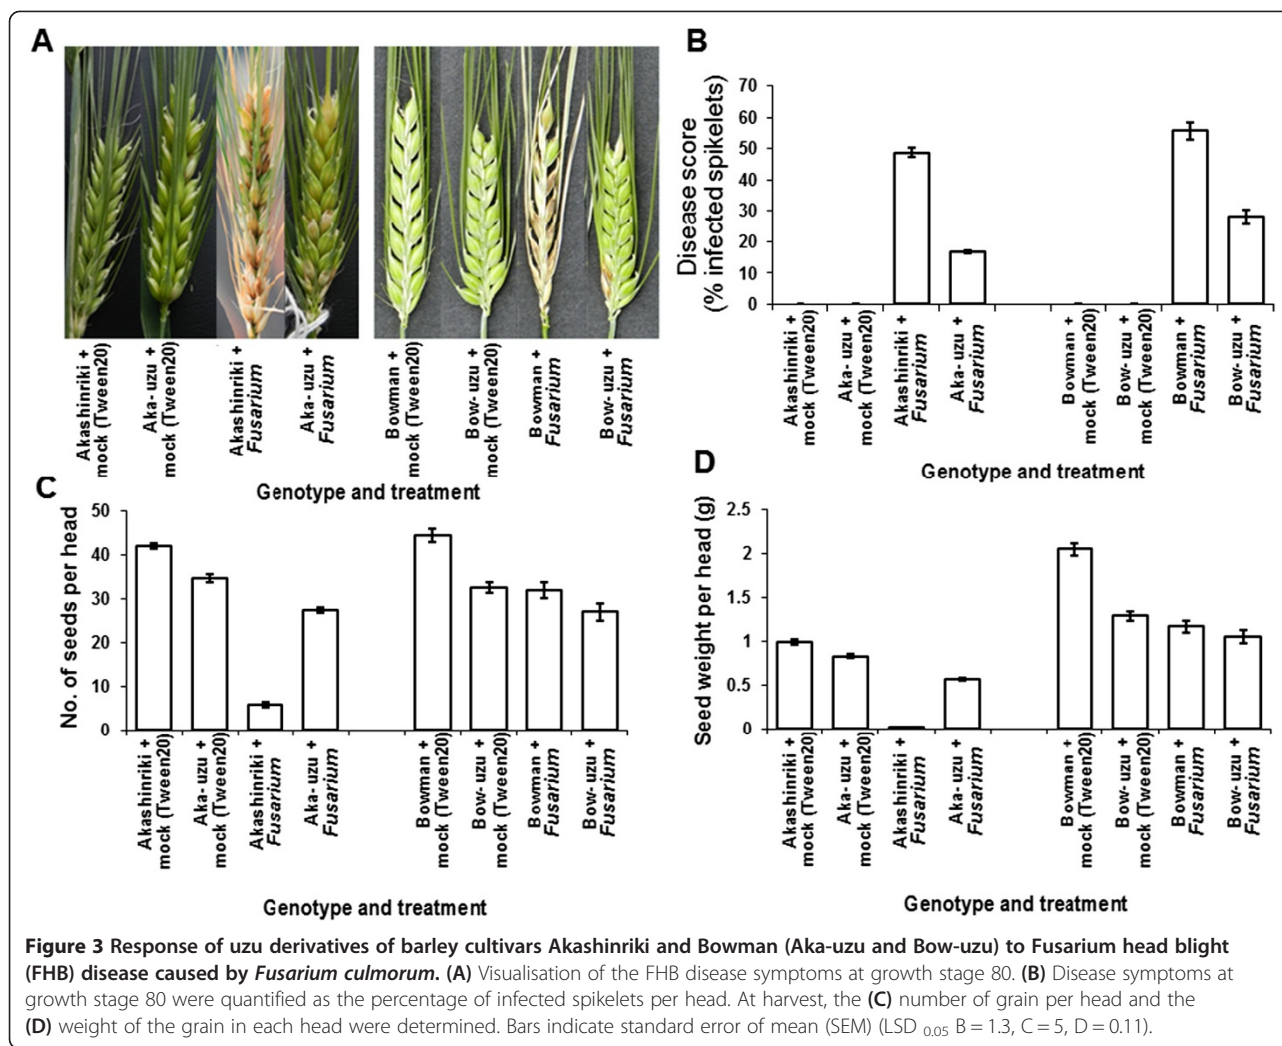 A
Akashinriki +
mock (Tween20)
Aka- uzu +
mock (Tween20)
Akashinriki +
Fusarium
Aka- uzu +
Fusarium
Bowman +
mock (Tween20)
Bow- uzu +
mock (Tween20)
Bowman +
Fusarium
Bow- uzu +
Fusarium
Genotype and treatment
B
Disease score
(% infected spikelets)
70
60
50
40
30
20
10
0
Akashinriki +
mock (Tween20)
Aka- uzu +
mock (Tween20)
Akashinriki +
Fusarium
Aka- uzu +
Fusarium
Bowman +
mock (Tween20)
Bow- uzu +
mock (Tween20)
Bowman +
Fusarium
Bow- uzu +
Fusarium
Genotype and treatment
C
No. of seeds per head
50
40
30
20
10
0
Akashinriki +
mock (Tween20)
Aka- uzu +
mock (Tween20)
Akashinriki +
Fusarium
Aka- uzu +
Fusarium
Bowman +
mock (Tween20)
Bow- uzu +
mock (Tween20)
Bowman +
Fusarium
Bow- uzu +
Fusarium
Genotype and treatment
D
Seed weight per head (g)
2.5
2
1.5
1
0.5
0
Akashinriki +
mock (Tween20)
Aka- uzu +
mock (Tween20)
Akashinriki +
Fusarium
Aka- uzu +
Fusarium
Bowman +
mock (Tween20)
Bow- uzu +
mock (Tween20)
Bowman +
Fusarium
Bow- uzu +
Fusarium
Genotype and treatment
Figure 3 Response of uzu derivatives of barley cultivars Akashinriki and Bowman (Aka-uzu and Bow-uzu) to Fusarium head blight
(FHB) disease caused by Fusarium culmorum. (A) Visualisation of the FHB disease symptoms at growth stage 80. (B) Disease symptoms at
growth stage 80 were quantified as the percentage of infected spikelets per head. At harvest, the (C) number of grain per head and the
(D) weight of the grain in each head were determined. Bars indicate standard error of mean (SEM) (LSD 0.05 B = 1.3, C = 5, D = 0.11).